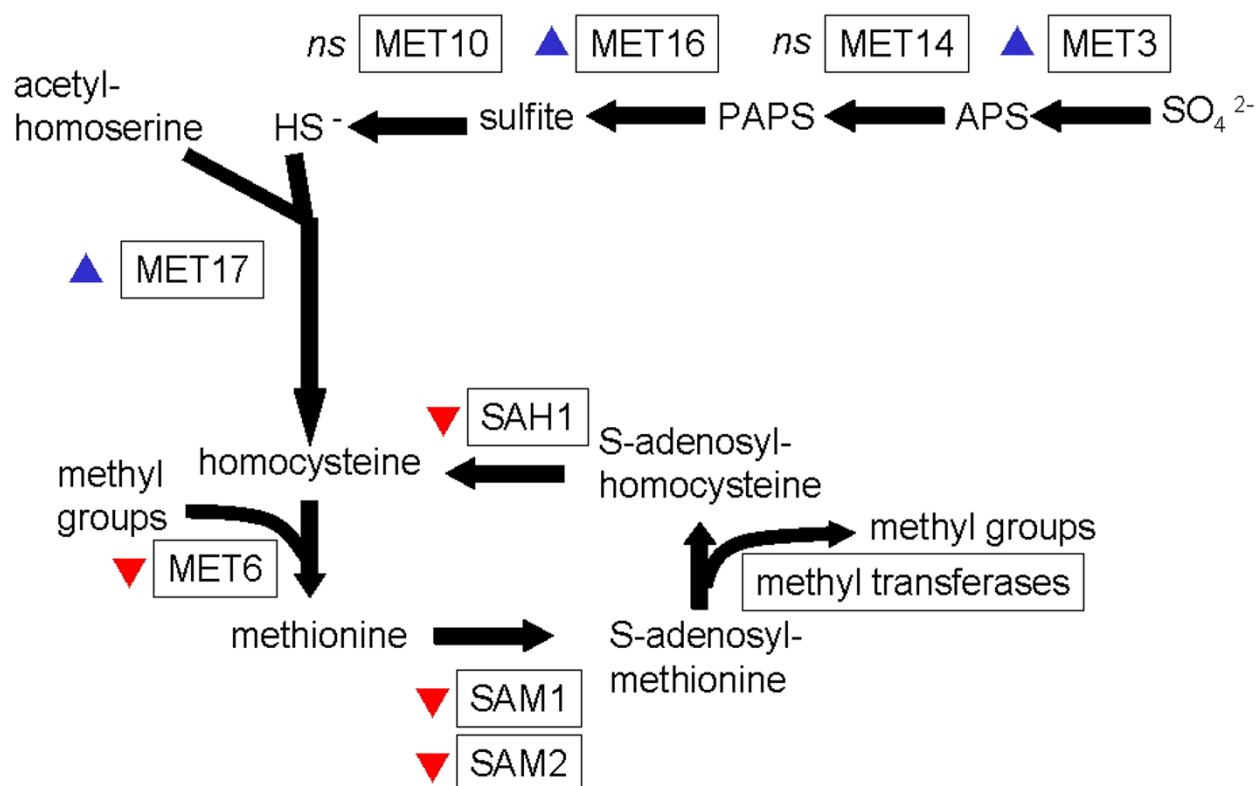 ns MET10 MET16 ns MET14 MET3
acetyl-
homoserine
HS - sulfite PAPS APS SO4 2-
MET17
SAH1
homocysteine
S-adenosyl-
homocysteine
methyl
groups
methyl groups
MET6
methyl transferases
methionine
S-adenosyl-
methionine
SAM1
SAM2